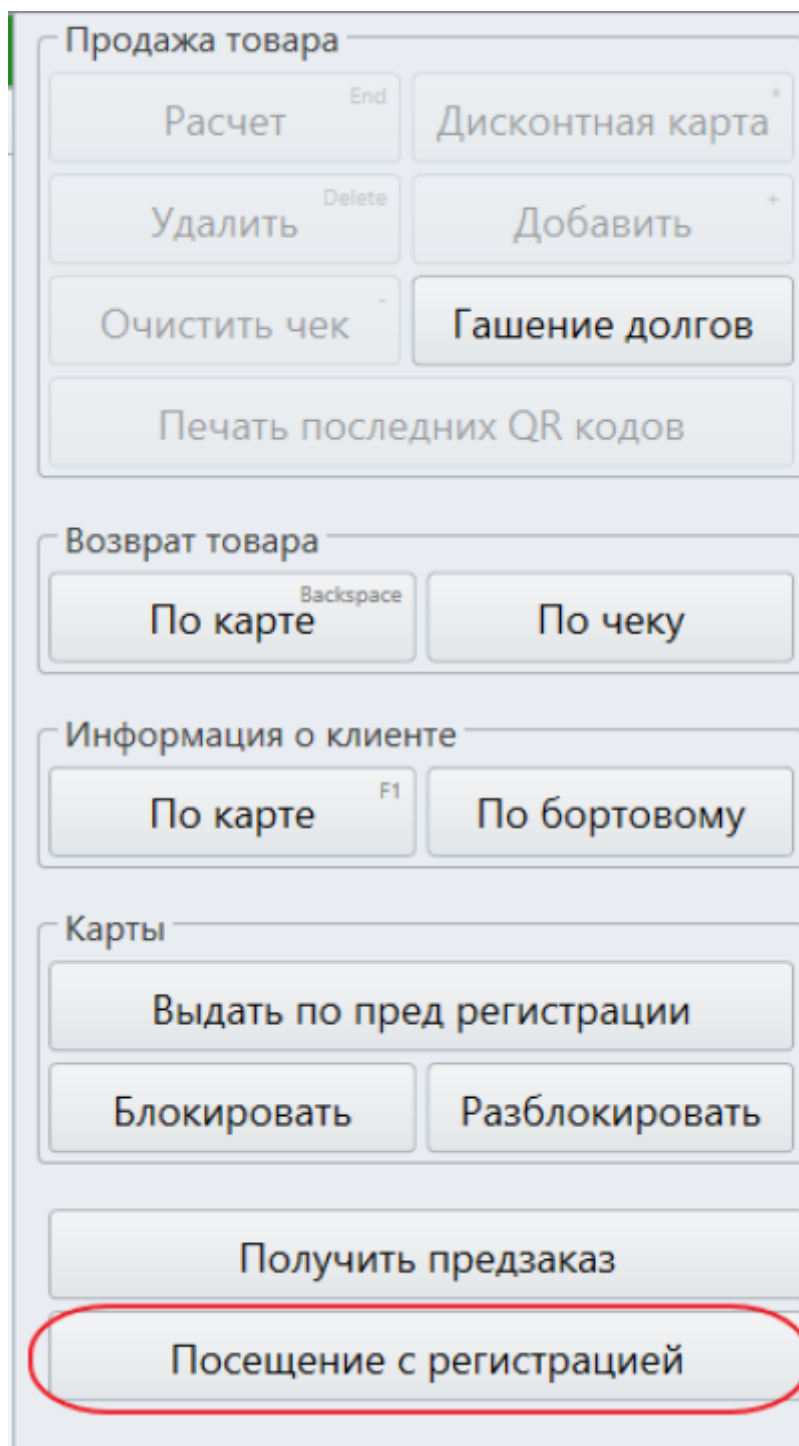 Продажа товара
Расчет End Дисконтная карта *
Удалить Delete Добавить +
Очистить чек - Гашение долгов
Печать последних QR кодов
Возврат товара
По карте Backspace По чеку
Информация о клиенте
По карте F1 По бортовому
Карты
Выдать по пред регистрации
Блокировать Разблокировать
Получить предзаказ
Посещение с регистрацией